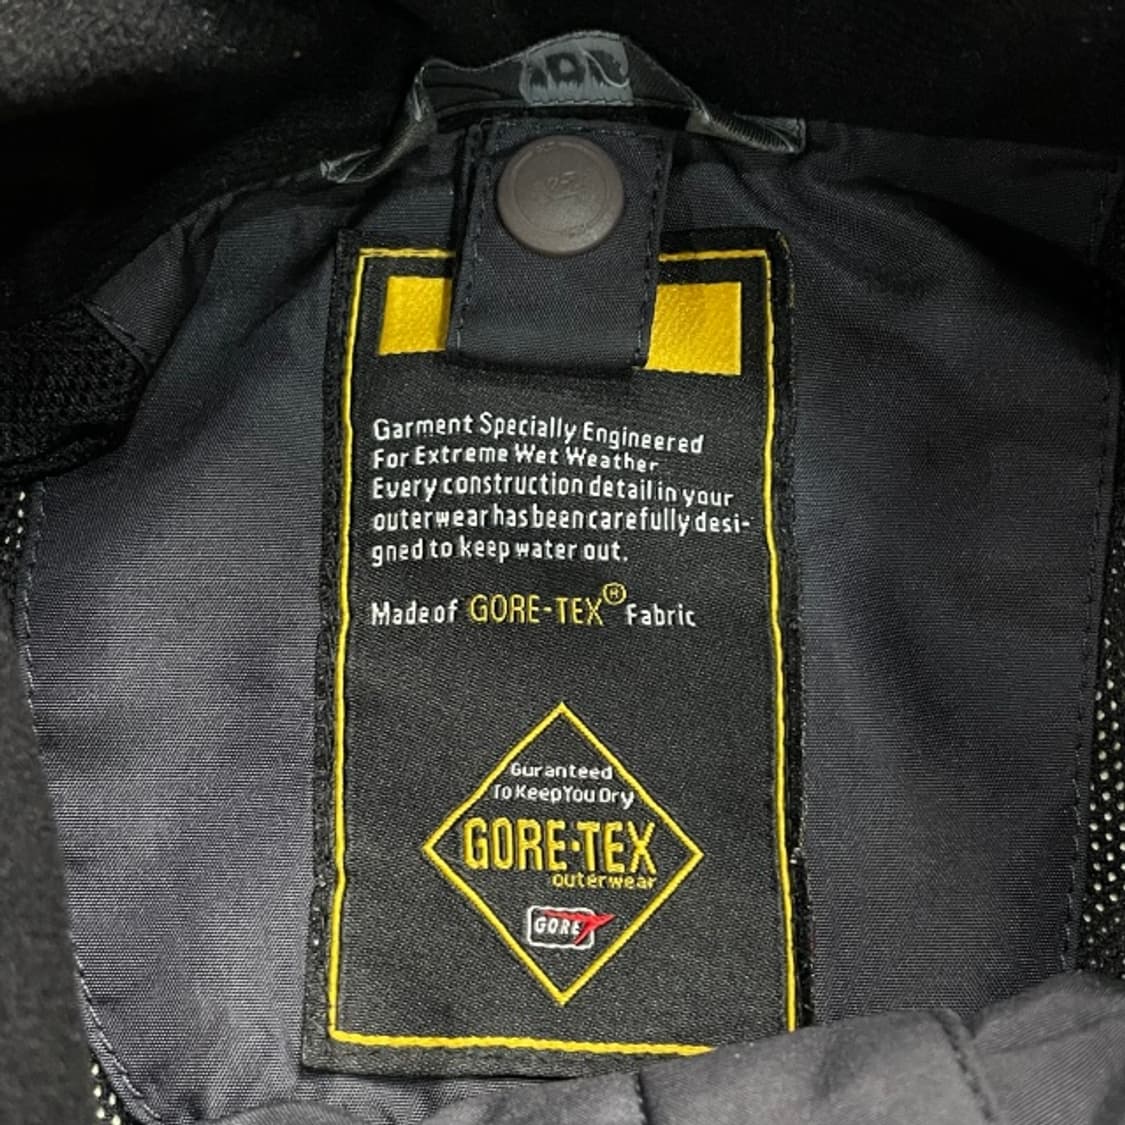 Garment Specially Engineered
For Extreme Wet Weather
Every construction detail in your
outerwear has been carefully desi-
gned to keep water out.
Made of GORE-TEX® Fabric
Guranteed
To Keep You Dry
GORE-TEX
outerwear
GORE